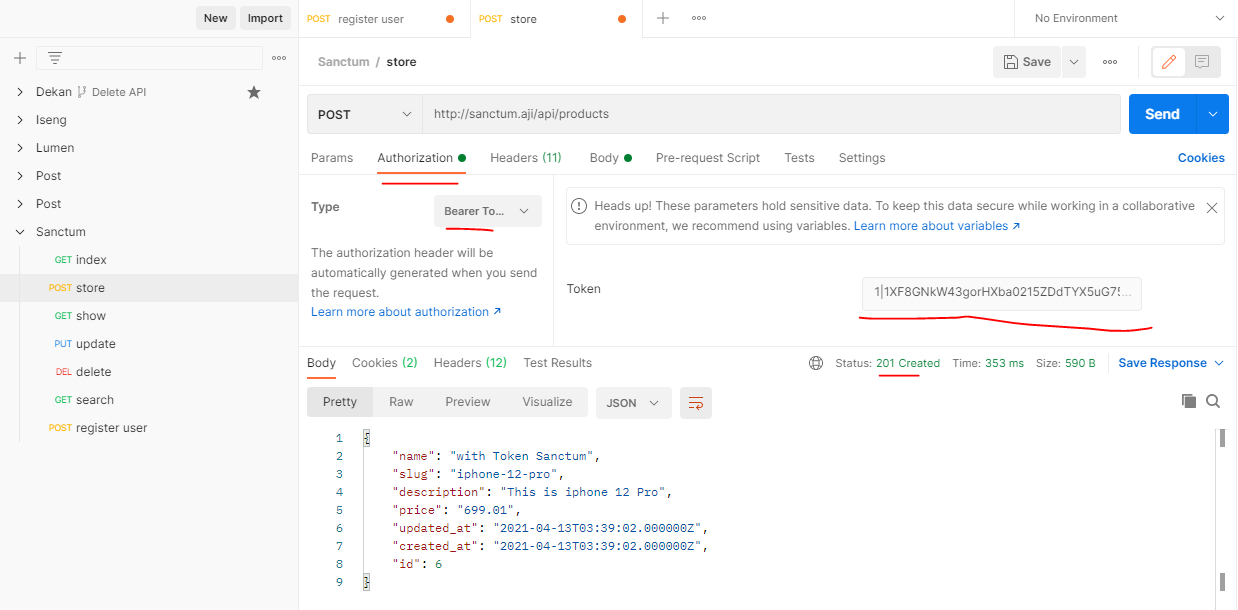 New Import
POST register user
POST store
No Environment
Sanctum / store
Save
Dekan Delete API
Iseng
Lumen
Post
Post
Sanctum
GET index
POST store
GET show
PUT update
DEL delete
GET search
POST register user
POST http://sanctum.aji/api/products Send
Params Authorization Headers (11) Body Pre-request Script Tests Settings Cookies
Type Bearer To...
The authorization header will be
automatically generated when you send
the request.
Learn more about authorization ↗
Heads up! These parameters hold sensitive data. To keep this data secure while working in a collaborative
environment, we recommend using variables. Learn more about variables ↗
Token 1|1XF8GNkW43gorHXba0215ZDdTYX5uG75...
Body Cookies (2) Headers (12) Test Results Status: 201 Created Time: 353 ms Size: 590 B Save Response
Pretty Raw Preview Visualize JSON
1 {
2 "name": "with Token Sanctum",
3 "slug": "iphone-12-pro",
4 "description": "This is iphone 12 Pro",
5 "price": "699.01",
6 "updated_at": "2021-04-13T03:39:02.000000Z",
7 "created_at": "2021-04-13T03:39:02.000000Z",
8 "id": 6
9 }